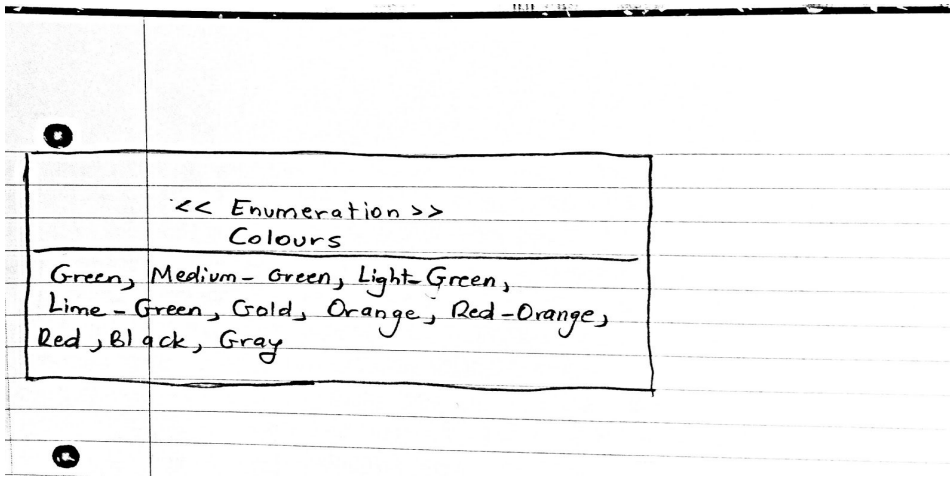 << Enumeration >>
Colours
Green, Medium-Green, Light-Green,
Lime-Green, Gold, Orange, Red-Orange,
Red, Black, Gray